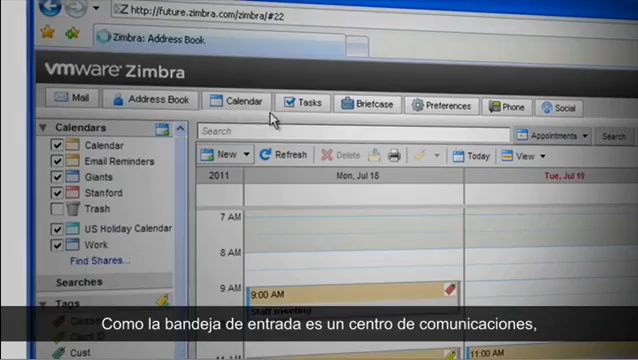 http://future.zimbra.com/zimbra/#22
Zimbra: Address Book
vmware Zimbra
Mail
Address Book
Calendar
Tasks
Briefcase
Preferences
Phone
Social
Calendars
Search
Appointments
Search
Calendar
Email Reminders
Giants
Stanford
Trash
US Holiday Calendar
Work
Find Shares...
Searches
Tags
New
Refresh
Delete
Today
View
2011
Mon, Jul 18
Tue, Jul 19
7 AM
8 AM
9 AM
9:00 AM
Staff meeting
Client ID
Cust
11:00 AM
Como la bandeja de entrada es un centro de comunicaciones,